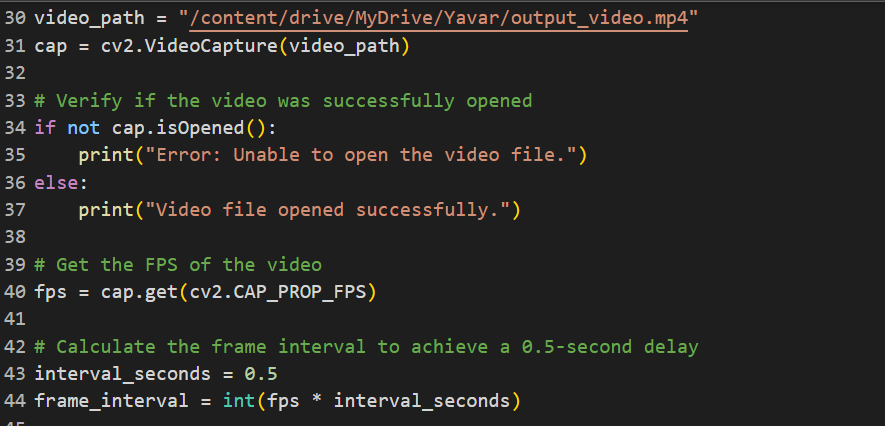 30 video_path = "/content/drive/MyDrive/Yavar/output_video.mp4"
31 cap = cv2.VideoCapture(video_path)
32
33 # Verify if the video was successfully opened
34 if not cap.isOpened():
35     print("Error: Unable to open the video file.")
36 else:
37     print("Video file opened successfully.")
38
39 # Get the FPS of the video
40 fps = cap.get(cv2.CAP_PROP_FPS)
41
42 # Calculate the frame interval to achieve a 0.5-second delay
43 interval_seconds = 0.5
44 frame_interval = int(fps * interval_seconds)